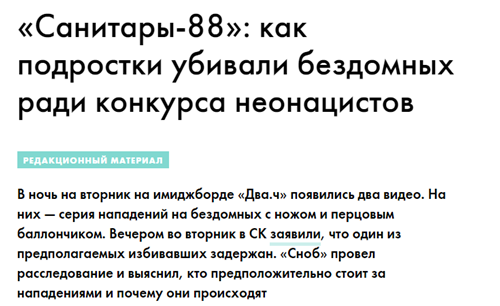 «Санитары-88»: как
подростки убивали бездомных
ради конкурса неонацистов
РЕДАКЦИОННЫЙ МАТЕРИАЛ
В ночь на вторник на имиджборде «Два.ч» появились два видео. На
них — серия нападений на бездомных с ножом и перцовым
баллончиком. Вечером во вторник в СК заявили, что один из
предполагаемых избивавших задержан. «Сноб» провел
расследование и выяснил, кто предположительно стоит за
нападениями и почему они происходят